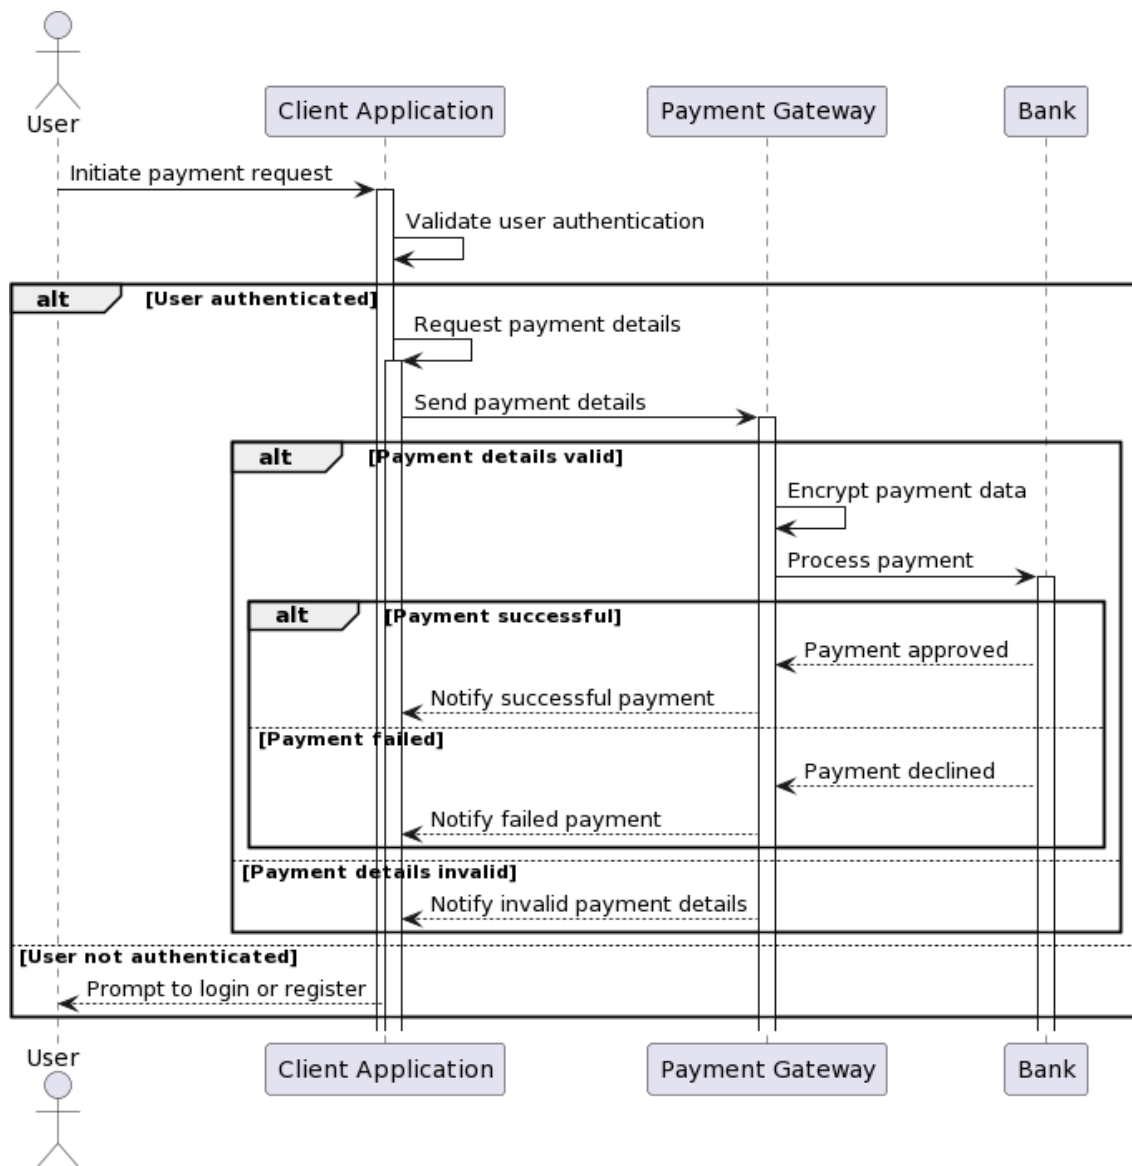 User
Client Application
Payment Gateway
Bank
Initiate payment request
Validate user authentication
alt
[User authenticated]
Request payment details
Send payment details
alt
[Payment details valid]
Encrypt payment data
Process payment
alt
[Payment successful]
Payment approved
Notify successful payment
[Payment failed]
Payment declined
Notify failed payment
[Payment details invalid]
Notify invalid payment details
[User not authenticated]
Prompt to login or register
User
Client Application
Payment Gateway
Bank